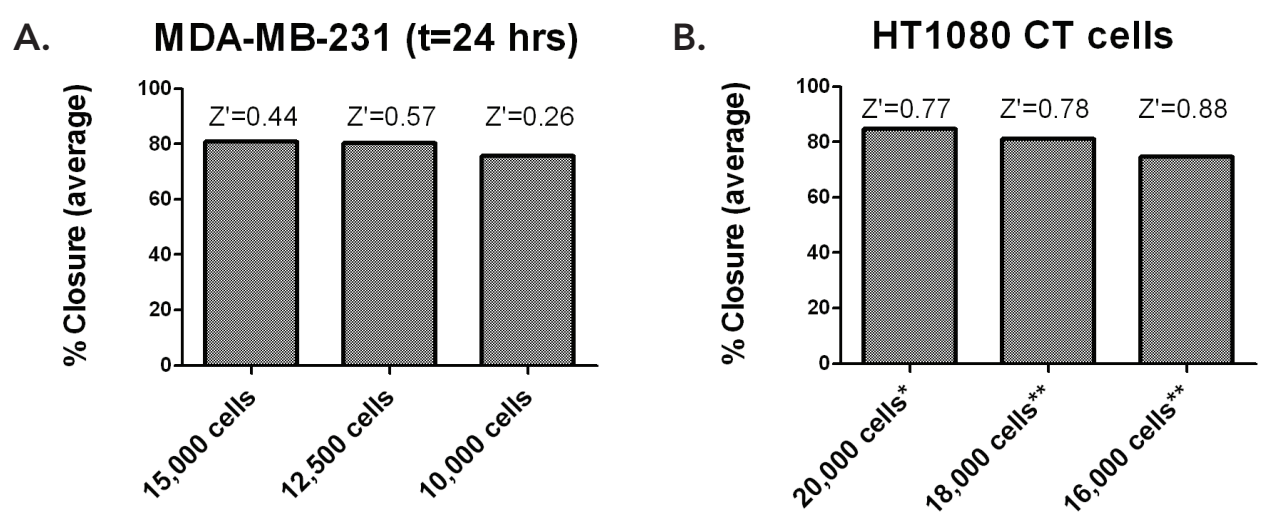 A.
MDA-MB-231 (t=24 hrs)
% Closure (average)
100
80
60
40
20
0
Z'=0.44
Z'=0.57
Z'=0.26
15,000 cells
12,500 cells
10,000 cells
B.
HT1080 CT cells
% Closure (average)
100
80
60
40
20
0
Z'=0.77
Z'=0.78
Z'=0.88
20,000 cells*
18,000 cells**
16,000 cells**